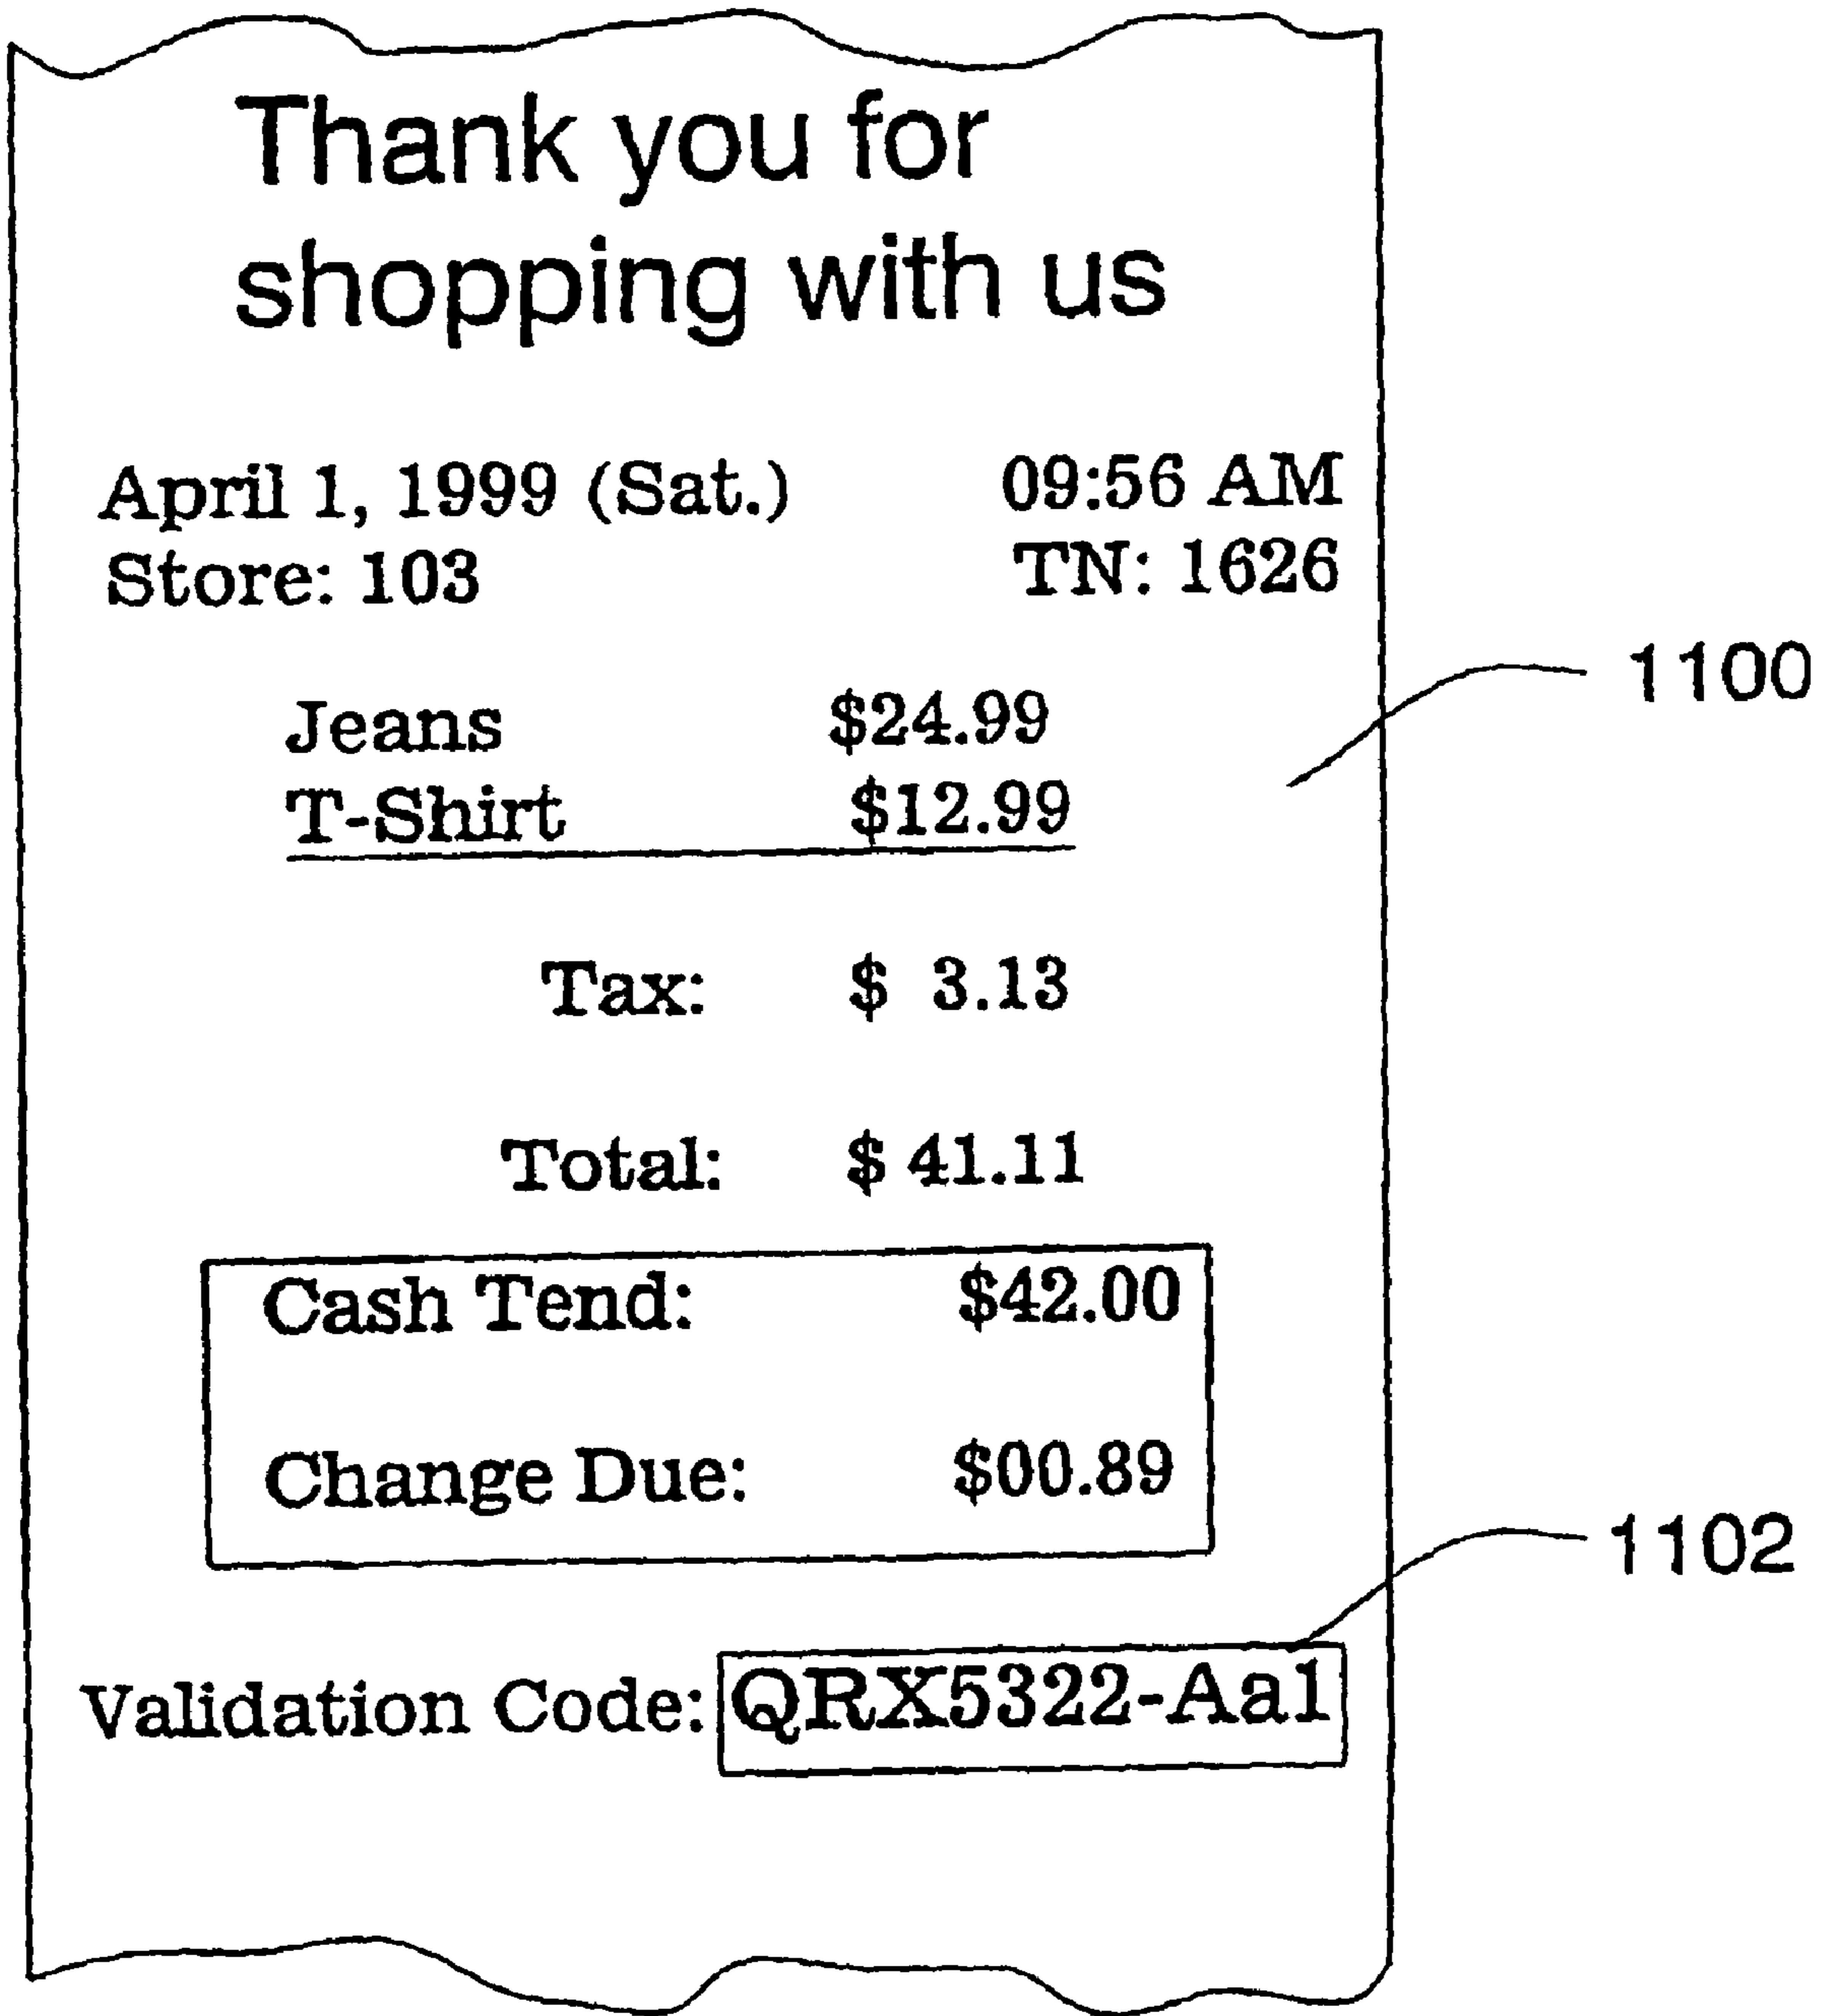 Thank you for
shopping with us
April 1, 1999 (Sat.) 09:56 AM
Store: 103 TN: 1626
1100
Jeans $24.99
T-Shirt $12.99
Tax: $ 3.13
Total: $ 41.11
Cash Tend: $42.00
Change Due: $00.89
1102
Validation Code: QRX5322-Aa1